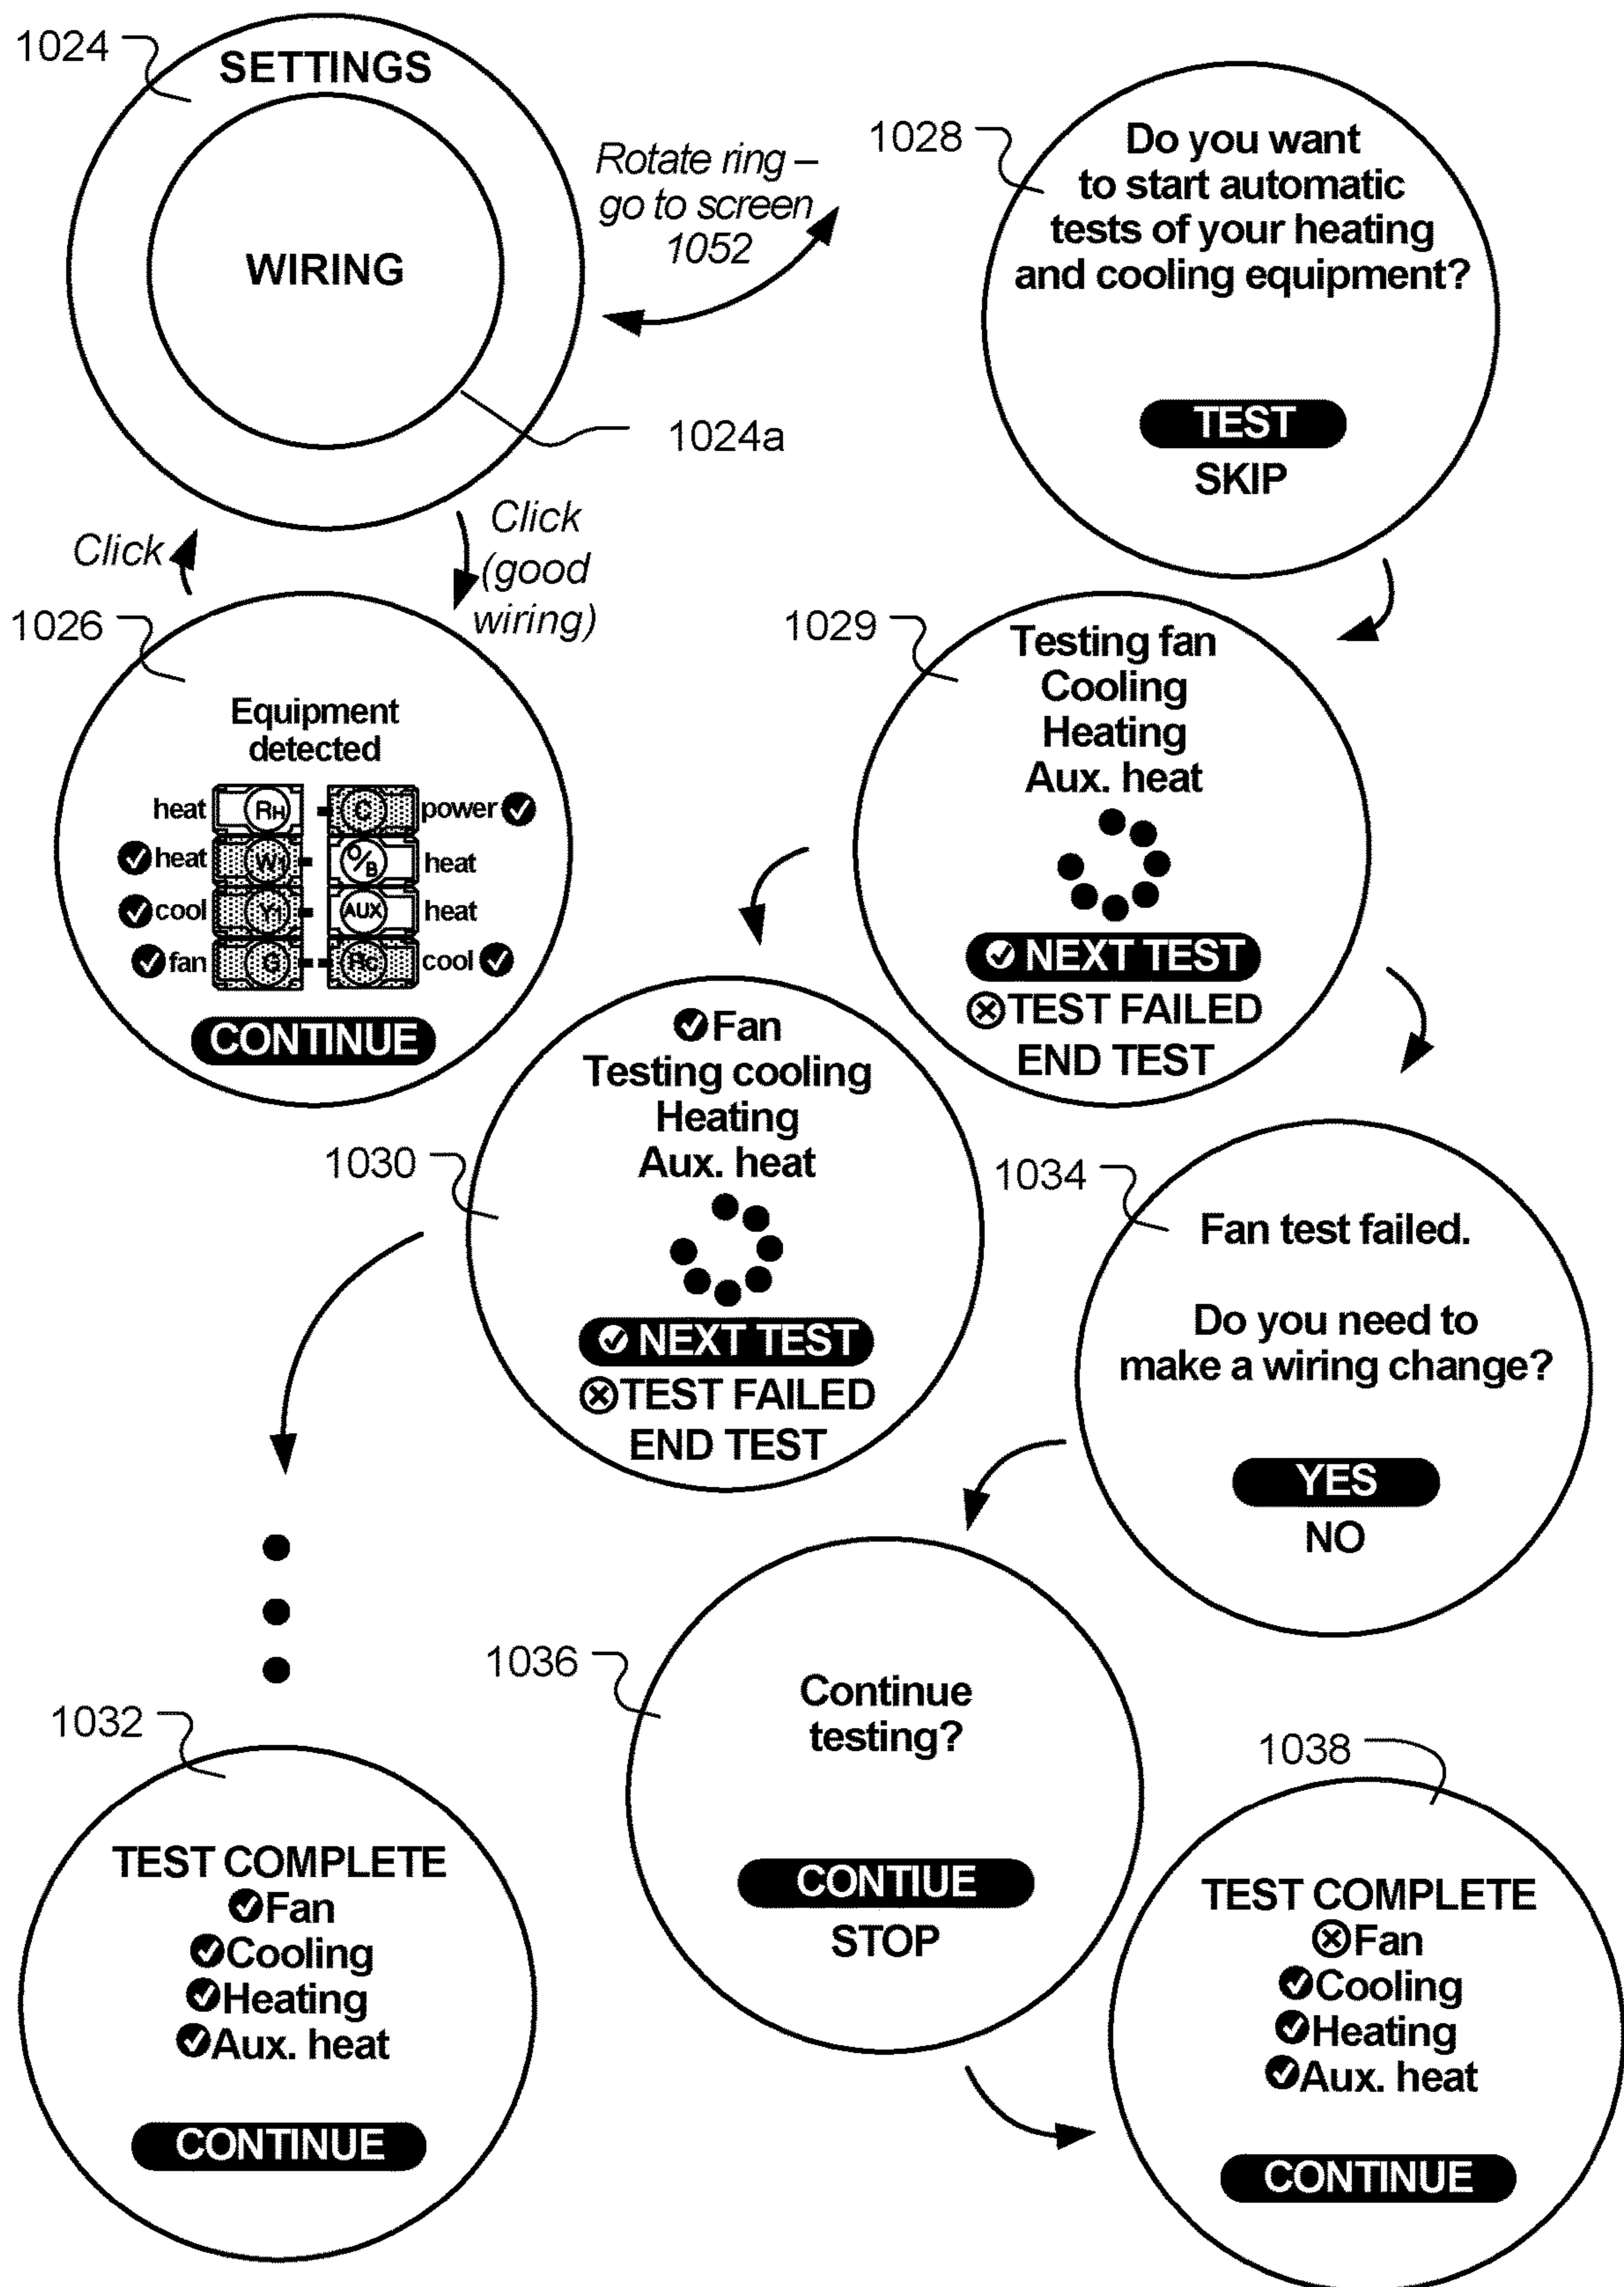 1024
SETTINGS
WIRING
1024a
Rotate ring –
go to screen
1052
1028
Do you want
to start automatic
tests of your heating
and cooling equipment?
TEST
SKIP
Click
Click
(good
wiring)
1026
Equipment
detected
heat RH C power
heat W1 O/B heat
cool Y1 AUX heat
fan G Rc cool
CONTINUE
1029
Testing fan
Cooling
Heating
Aux. heat
NEXT TEST
TEST FAILED
END TEST
1030
Fan
Testing cooling
Heating
Aux. heat
NEXT TEST
TEST FAILED
END TEST
1034
Fan test failed.
Do you need to
make a wiring change?
YES
NO
1036
Continue
testing?
CONTIUE
STOP
1032
TEST COMPLETE
Fan
Cooling
Heating
Aux. heat
CONTINUE
1038
TEST COMPLETE
Fan
Cooling
Heating
Aux. heat
CONTINUE